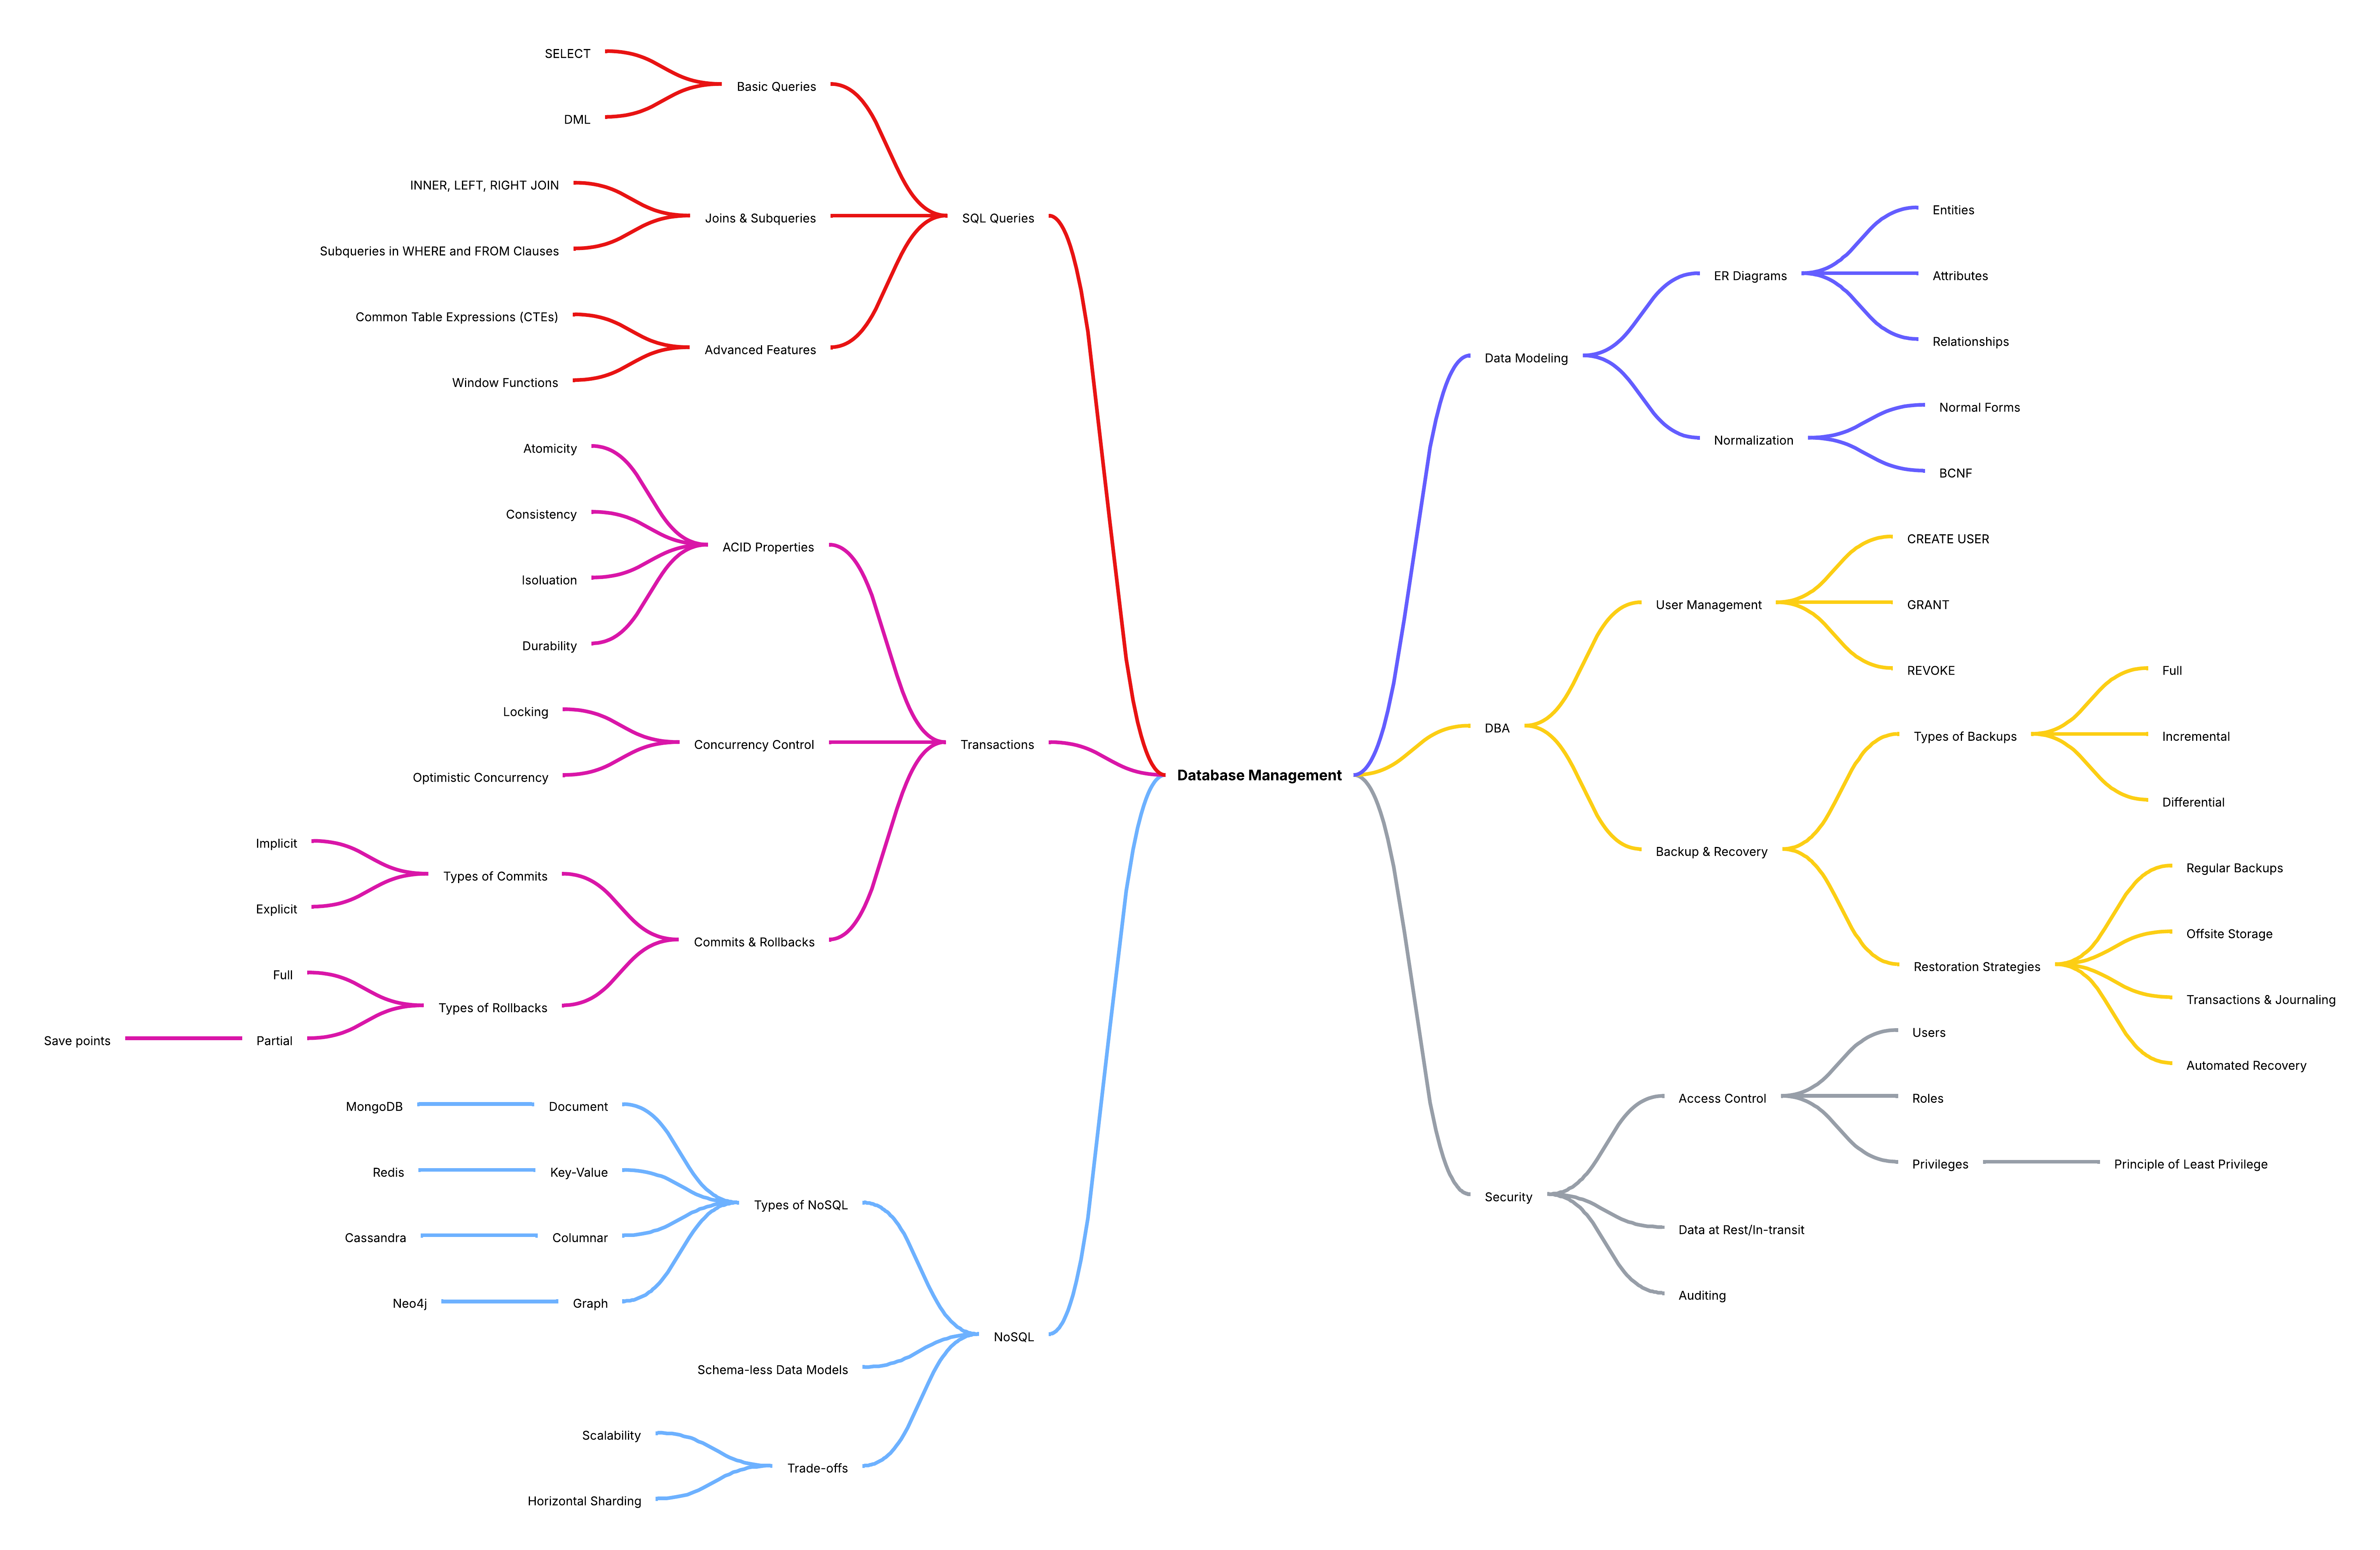 SELECT
DML
Basic Queries
INNER, LEFT, RIGHT JOIN
Subqueries in WHERE and FROM Clauses
Joins & Subqueries
Common Table Expressions (CTEs)
Window Functions
Advanced Features
SQL Queries
Atomicity
Consistency
Isoluation
Durability
ACID Properties
Locking
Optimistic Concurrency
Concurrency Control
Implicit
Explicit
Types of Commits
Full
Save points
Partial
Types of Rollbacks
Commits & Rollbacks
Transactions
MongoDB
Document
Redis
Key-Value
Cassandra
Columnar
Neo4j
Graph
Types of NoSQL
Schema-less Data Models
Scalability
Horizontal Sharding
Trade-offs
NoSQL
Database Management
Data Modeling
ER Diagrams
Entities
Attributes
Relationships
Normalization
Normal Forms
BCNF
DBA
User Management
CREATE USER
GRANT
REVOKE
Backup & Recovery
Types of Backups
Full
Incremental
Differential
Restoration Strategies
Regular Backups
Offsite Storage
Transactions & Journaling
Automated Recovery
Security
Access Control
Users
Roles
Privileges
Principle of Least Privilege
Data at Rest/In-transit
Auditing